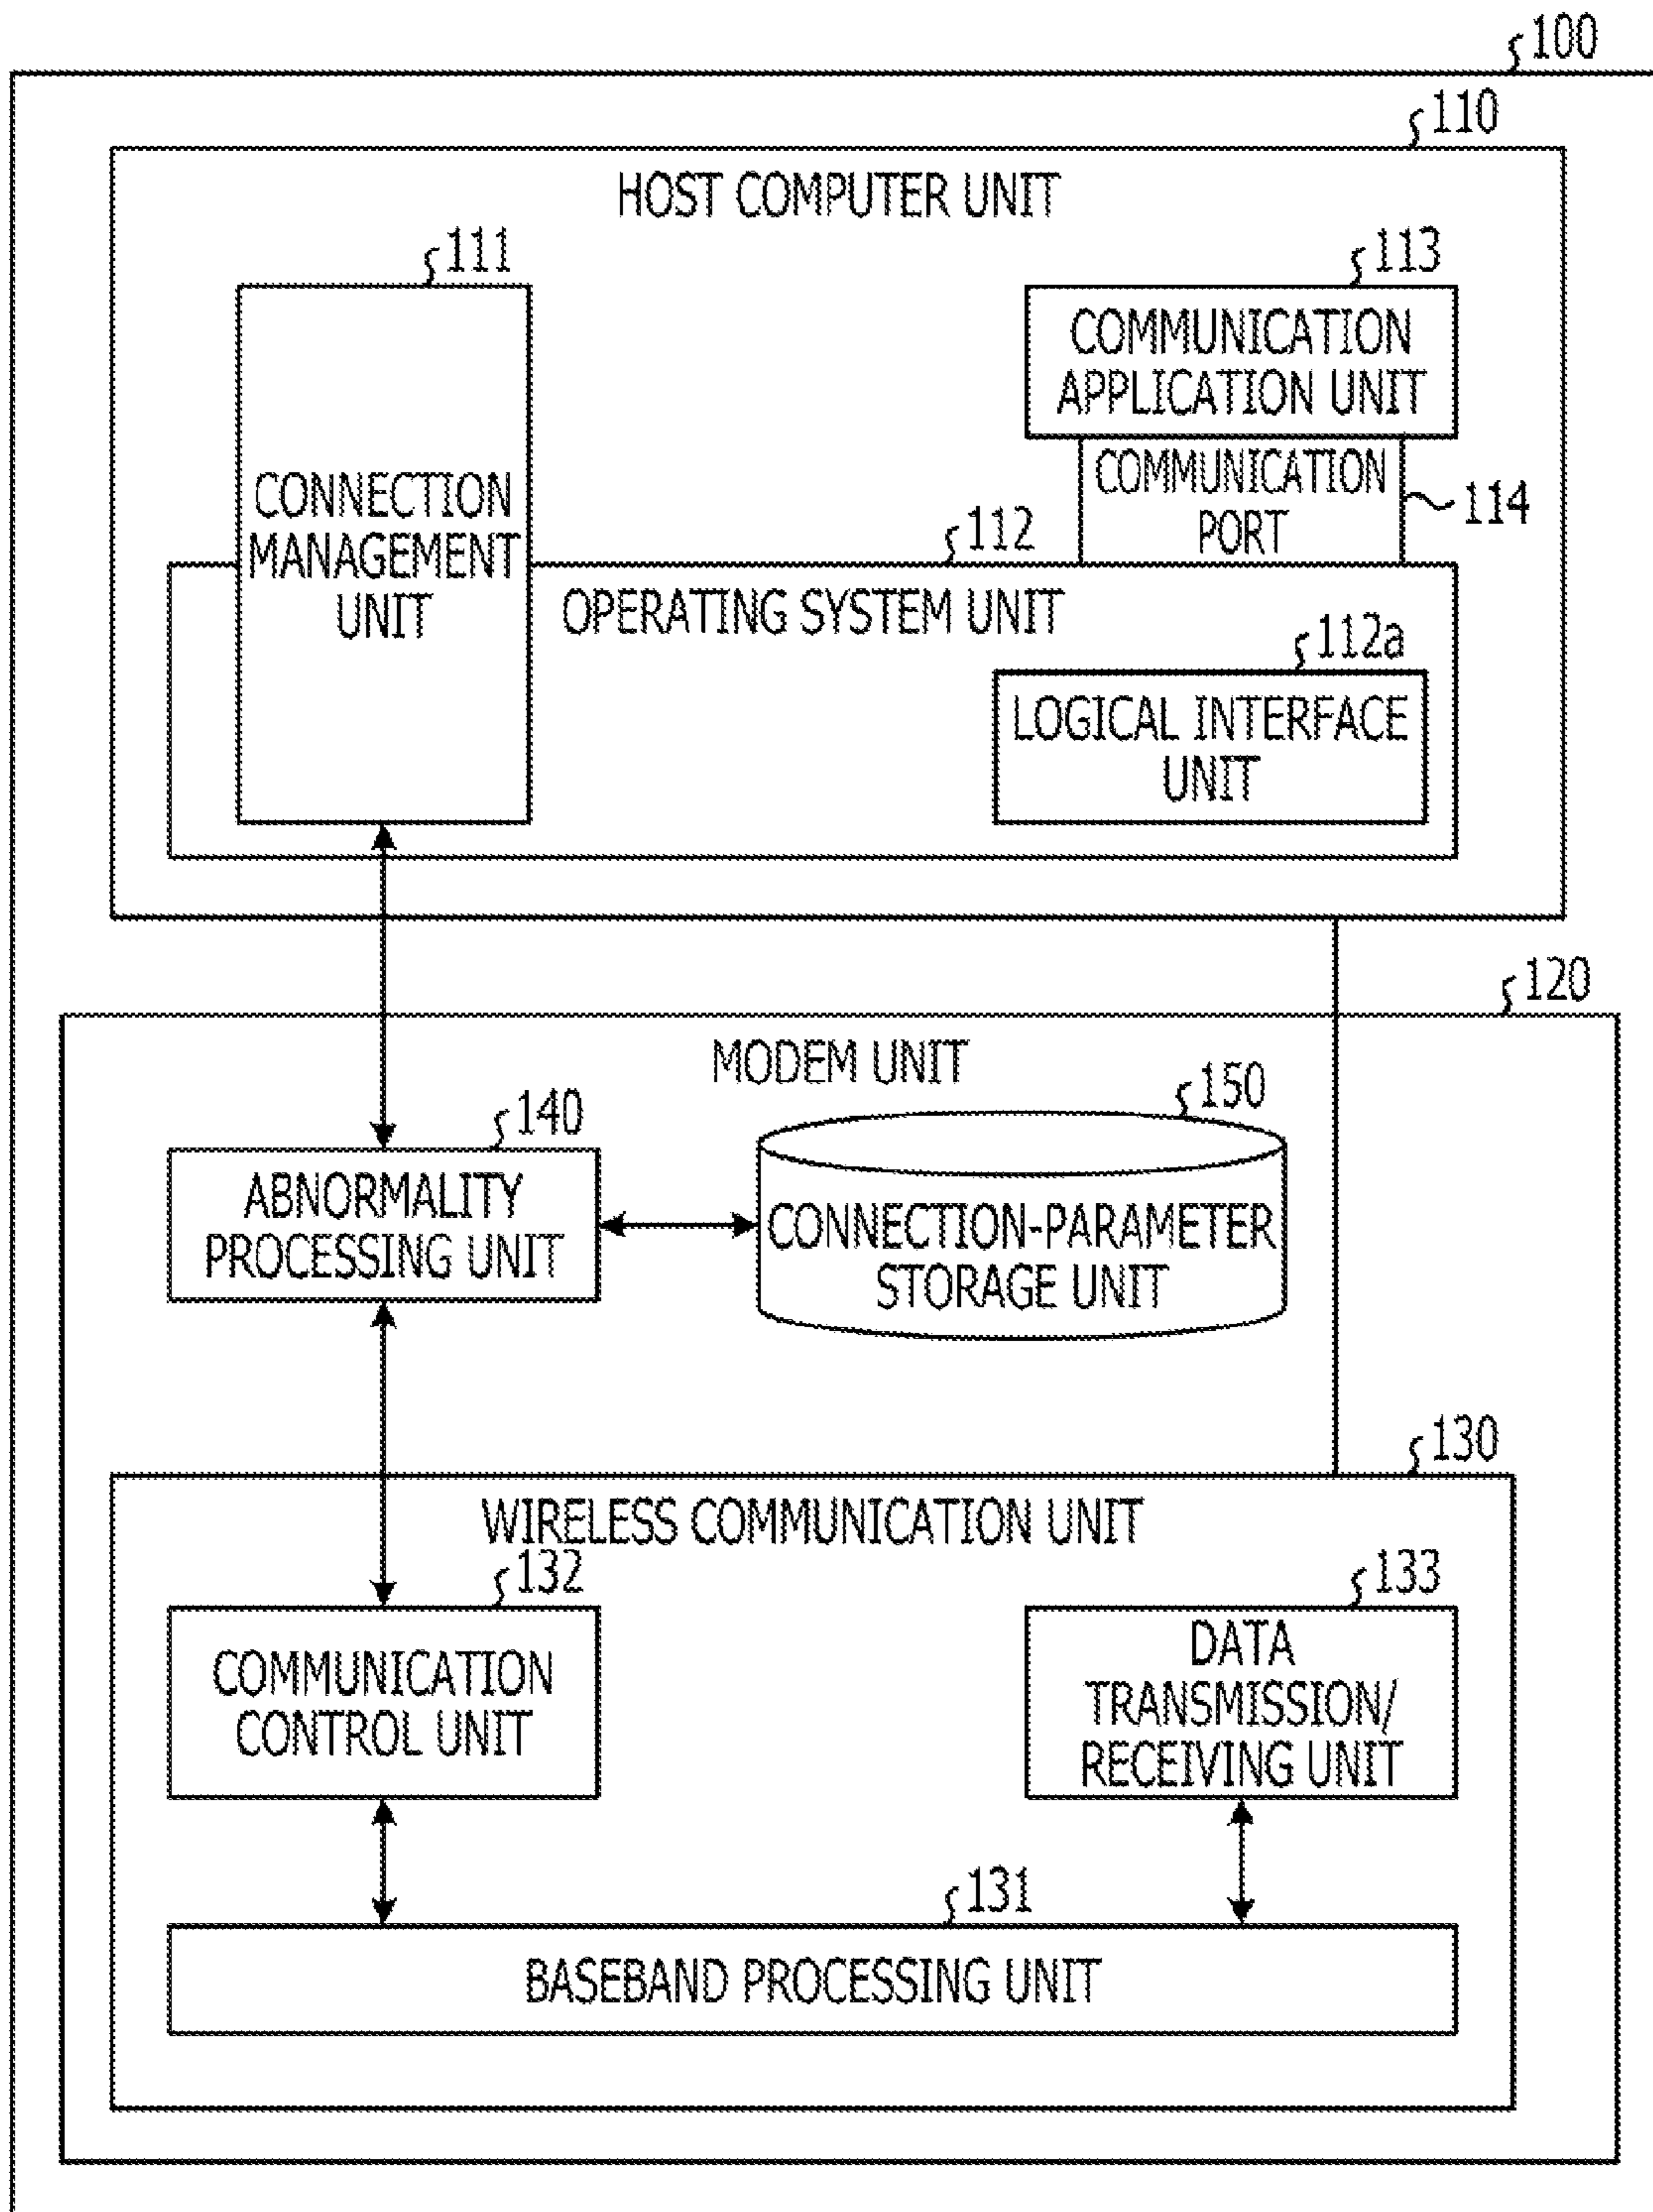 100
110
HOST COMPUTER UNIT
111
113
COMMUNICATION
APPLICATION UNIT
COMMUNICATION
PORT
114
CONNECTION
MANAGEMENT
UNIT
112
OPERATING SYSTEM UNIT
112a
LOGICAL INTERFACE
UNIT
120
MODEM UNIT
140
ABNORMALITY
PROCESSING UNIT
150
CONNECTION-PARAMETER
STORAGE UNIT
130
WIRELESS COMMUNICATION UNIT
132
COMMUNICATION
CONTROL UNIT
133
DATA
TRANSMISSION/
RECEIVING UNIT
131
BASEBAND PROCESSING UNIT